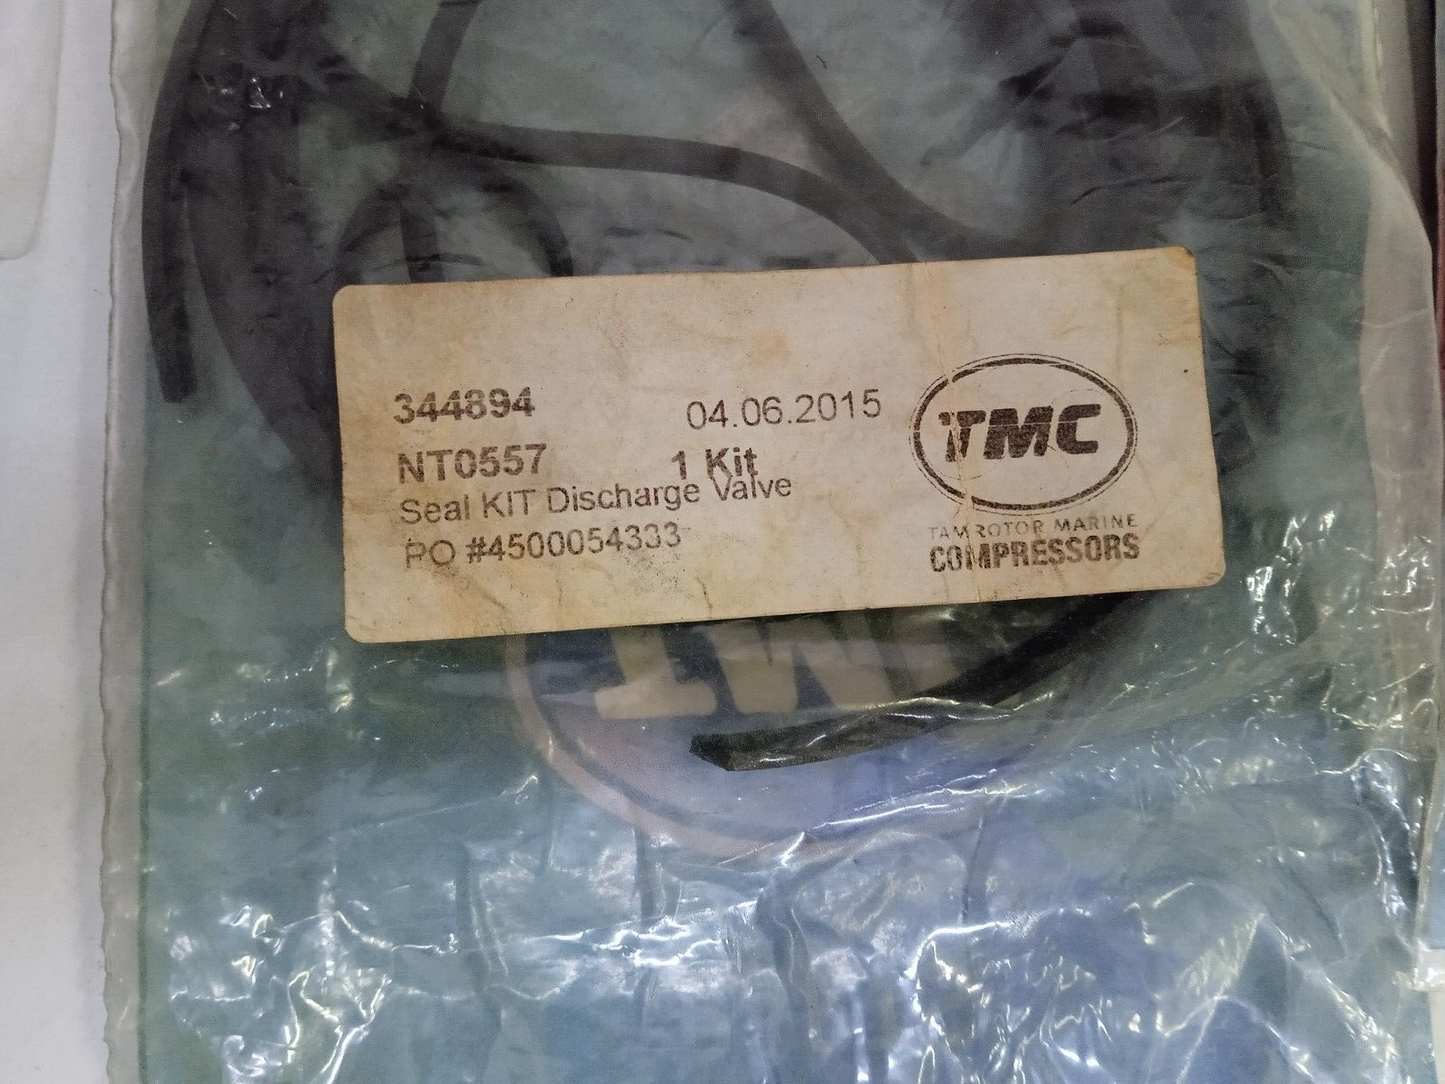 344894 04.06.2015
NT0557 1 Kit
Seal KIT Discharge Valve
PO #4500054333
TMC
TAMROTOR MARINE
COMPRESSORS